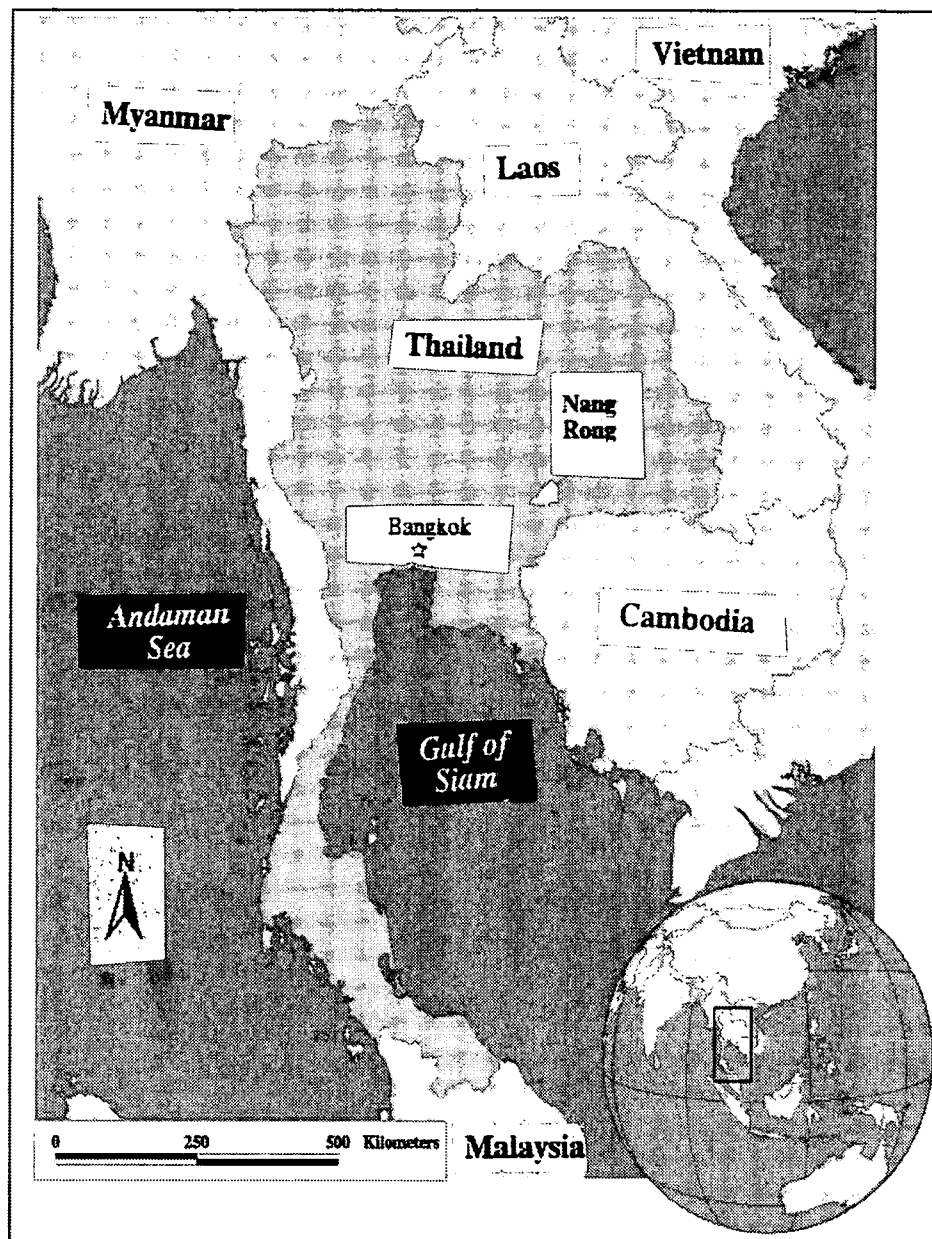 Vietnam
Myanmar
Laos
Thailand
Nang
Rong
Bangkok
Andaman
Sea
Cambodia
Gulf of
Siam
N
0 250 500 Kilometers
Malaysia